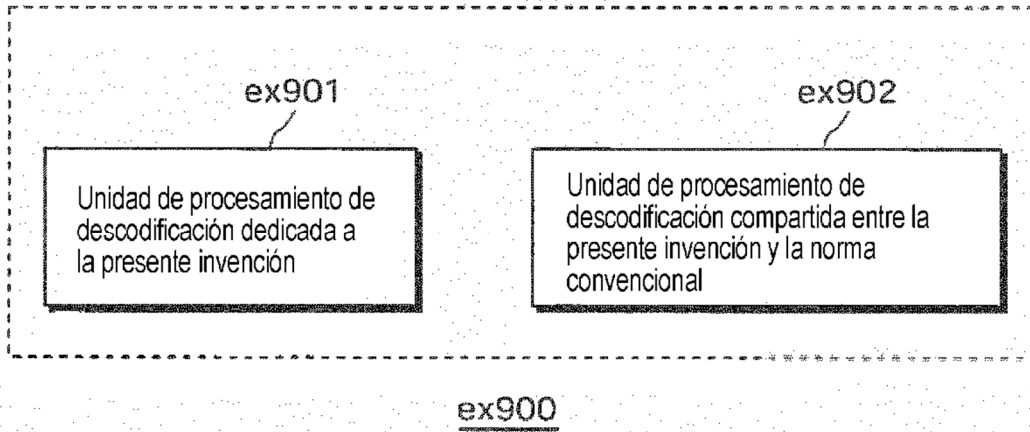 ex901
ex902
Unidad de procesamiento de
descodificación dedicada a
la presente invención
Unidad de procesamiento de
descodificación compartida entre la
presente invención y la norma
convencional
ex900